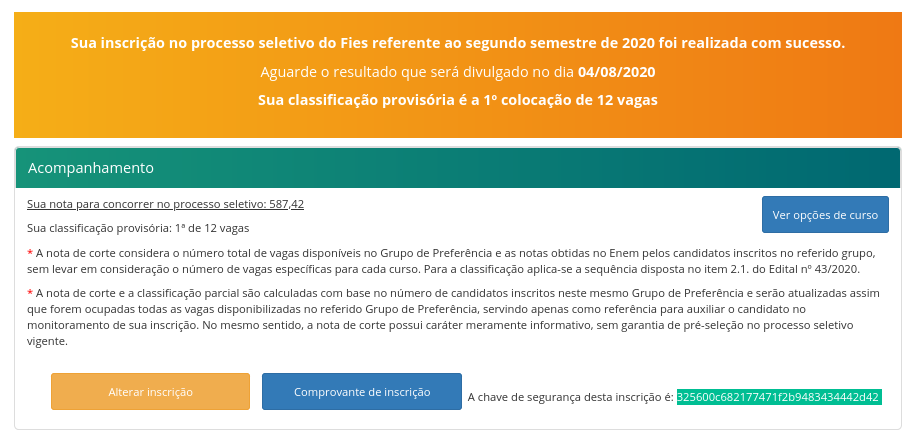 Sua inscrição no processo seletivo do Fies referente ao segundo semestre de 2020 foi realizada com sucesso.
Aguarde o resultado que será divulgado no dia 04/08/2020
Sua classificação provisória é a 1º colocação de 12 vagas
Acompanhamento
Sua nota para concorrer no processo seletivo: 587,42
Ver opções de curso
Sua classificação provisória: 1ª de 12 vagas
* A nota de corte considera o número total de vagas disponíveis no Grupo de Preferência e as notas obtidas no Enem pelos candidatos inscritos no referido grupo,
sem levar em consideração o número de vagas específicas para cada curso. Para a classificação aplica-se a sequência disposta no item 2.1. do Edital nº 43/2020.
* A nota de corte e a classificação parcial são calculadas com base no número de candidatos inscritos neste mesmo Grupo de Preferência e serão atualizadas assim
que forem ocupadas todas as vagas disponibilizadas no referido Grupo de Preferência, servindo apenas como referência para auxiliar o candidato no
monitoramento de sua inscrição. No mesmo sentido, a nota de corte possui caráter meramente informativo, sem garantia de pré-seleção no processo seletivo
vigente.
Alterar inscrição
Comprovante de inscrição
A chave de segurança desta inscrição é: 325600c682177471f2b9483434442d42